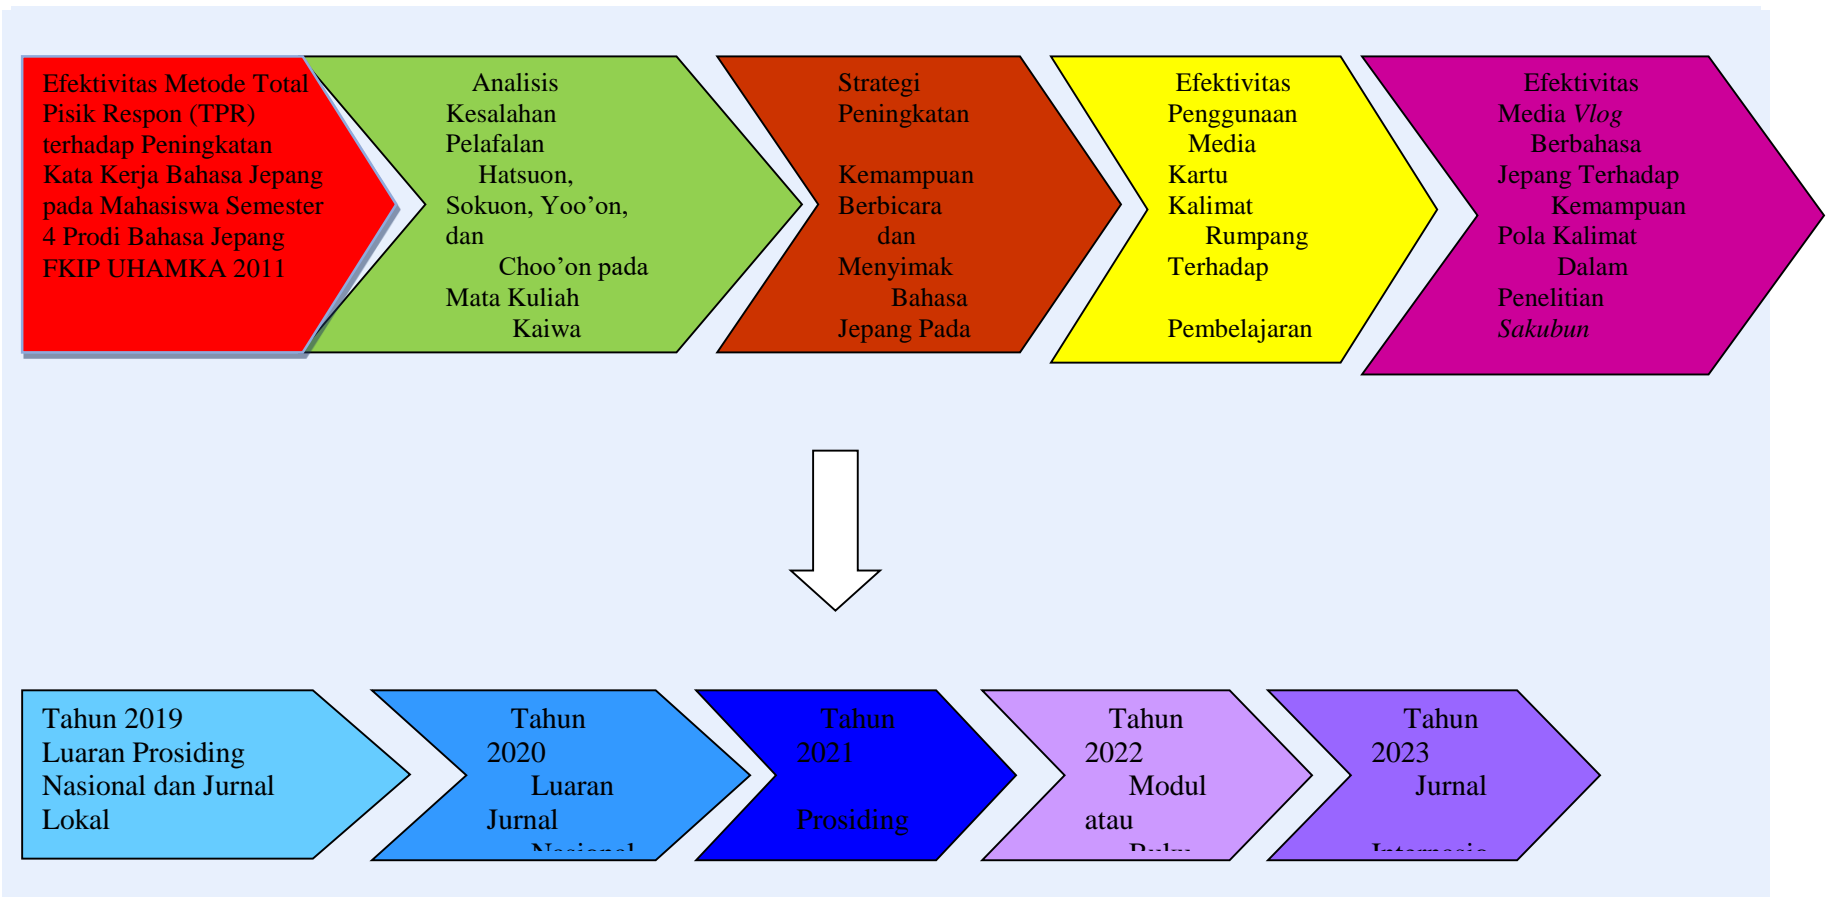 Efektivitas Metode Total
Pisik Respon (TPR)
terhadap Peningkatan
Kata Kerja Bahasa Jepang
pada Mahasiswa Semester
4 Prodi Bahasa Jepang
FKIP UHAMKA 2011
Analisis
Kesalahan
Pelafalan
Hatsuon,
Sokuon, Yoo’on,
dan
Choo’on pada
Mata Kuliah
Kaiwa
Strategi
Peningkatan
Kemampuan
Berbicara
dan
Menyimak
Bahasa
Jepang Pada
Efektivitas
Penggunaan
Media
Kartu
Kalimat
Rumpang
Terhadap
Pembelajaran
Efektivitas
Media Vlog
Berbahasa
Jepang Terhadap
Kemampuan
Pola Kalimat
Dalam
Penelitian
Sakubun
Tahun 2019
Luaran Prosiding
Nasional dan Jurnal
Lokal
Tahun
2020
Luaran
Jurnal
Nasional
Tahun
2021
Prosiding
Tahun
2022
Modul
atau
Buku
Tahun
2023
Jurnal
Internasio